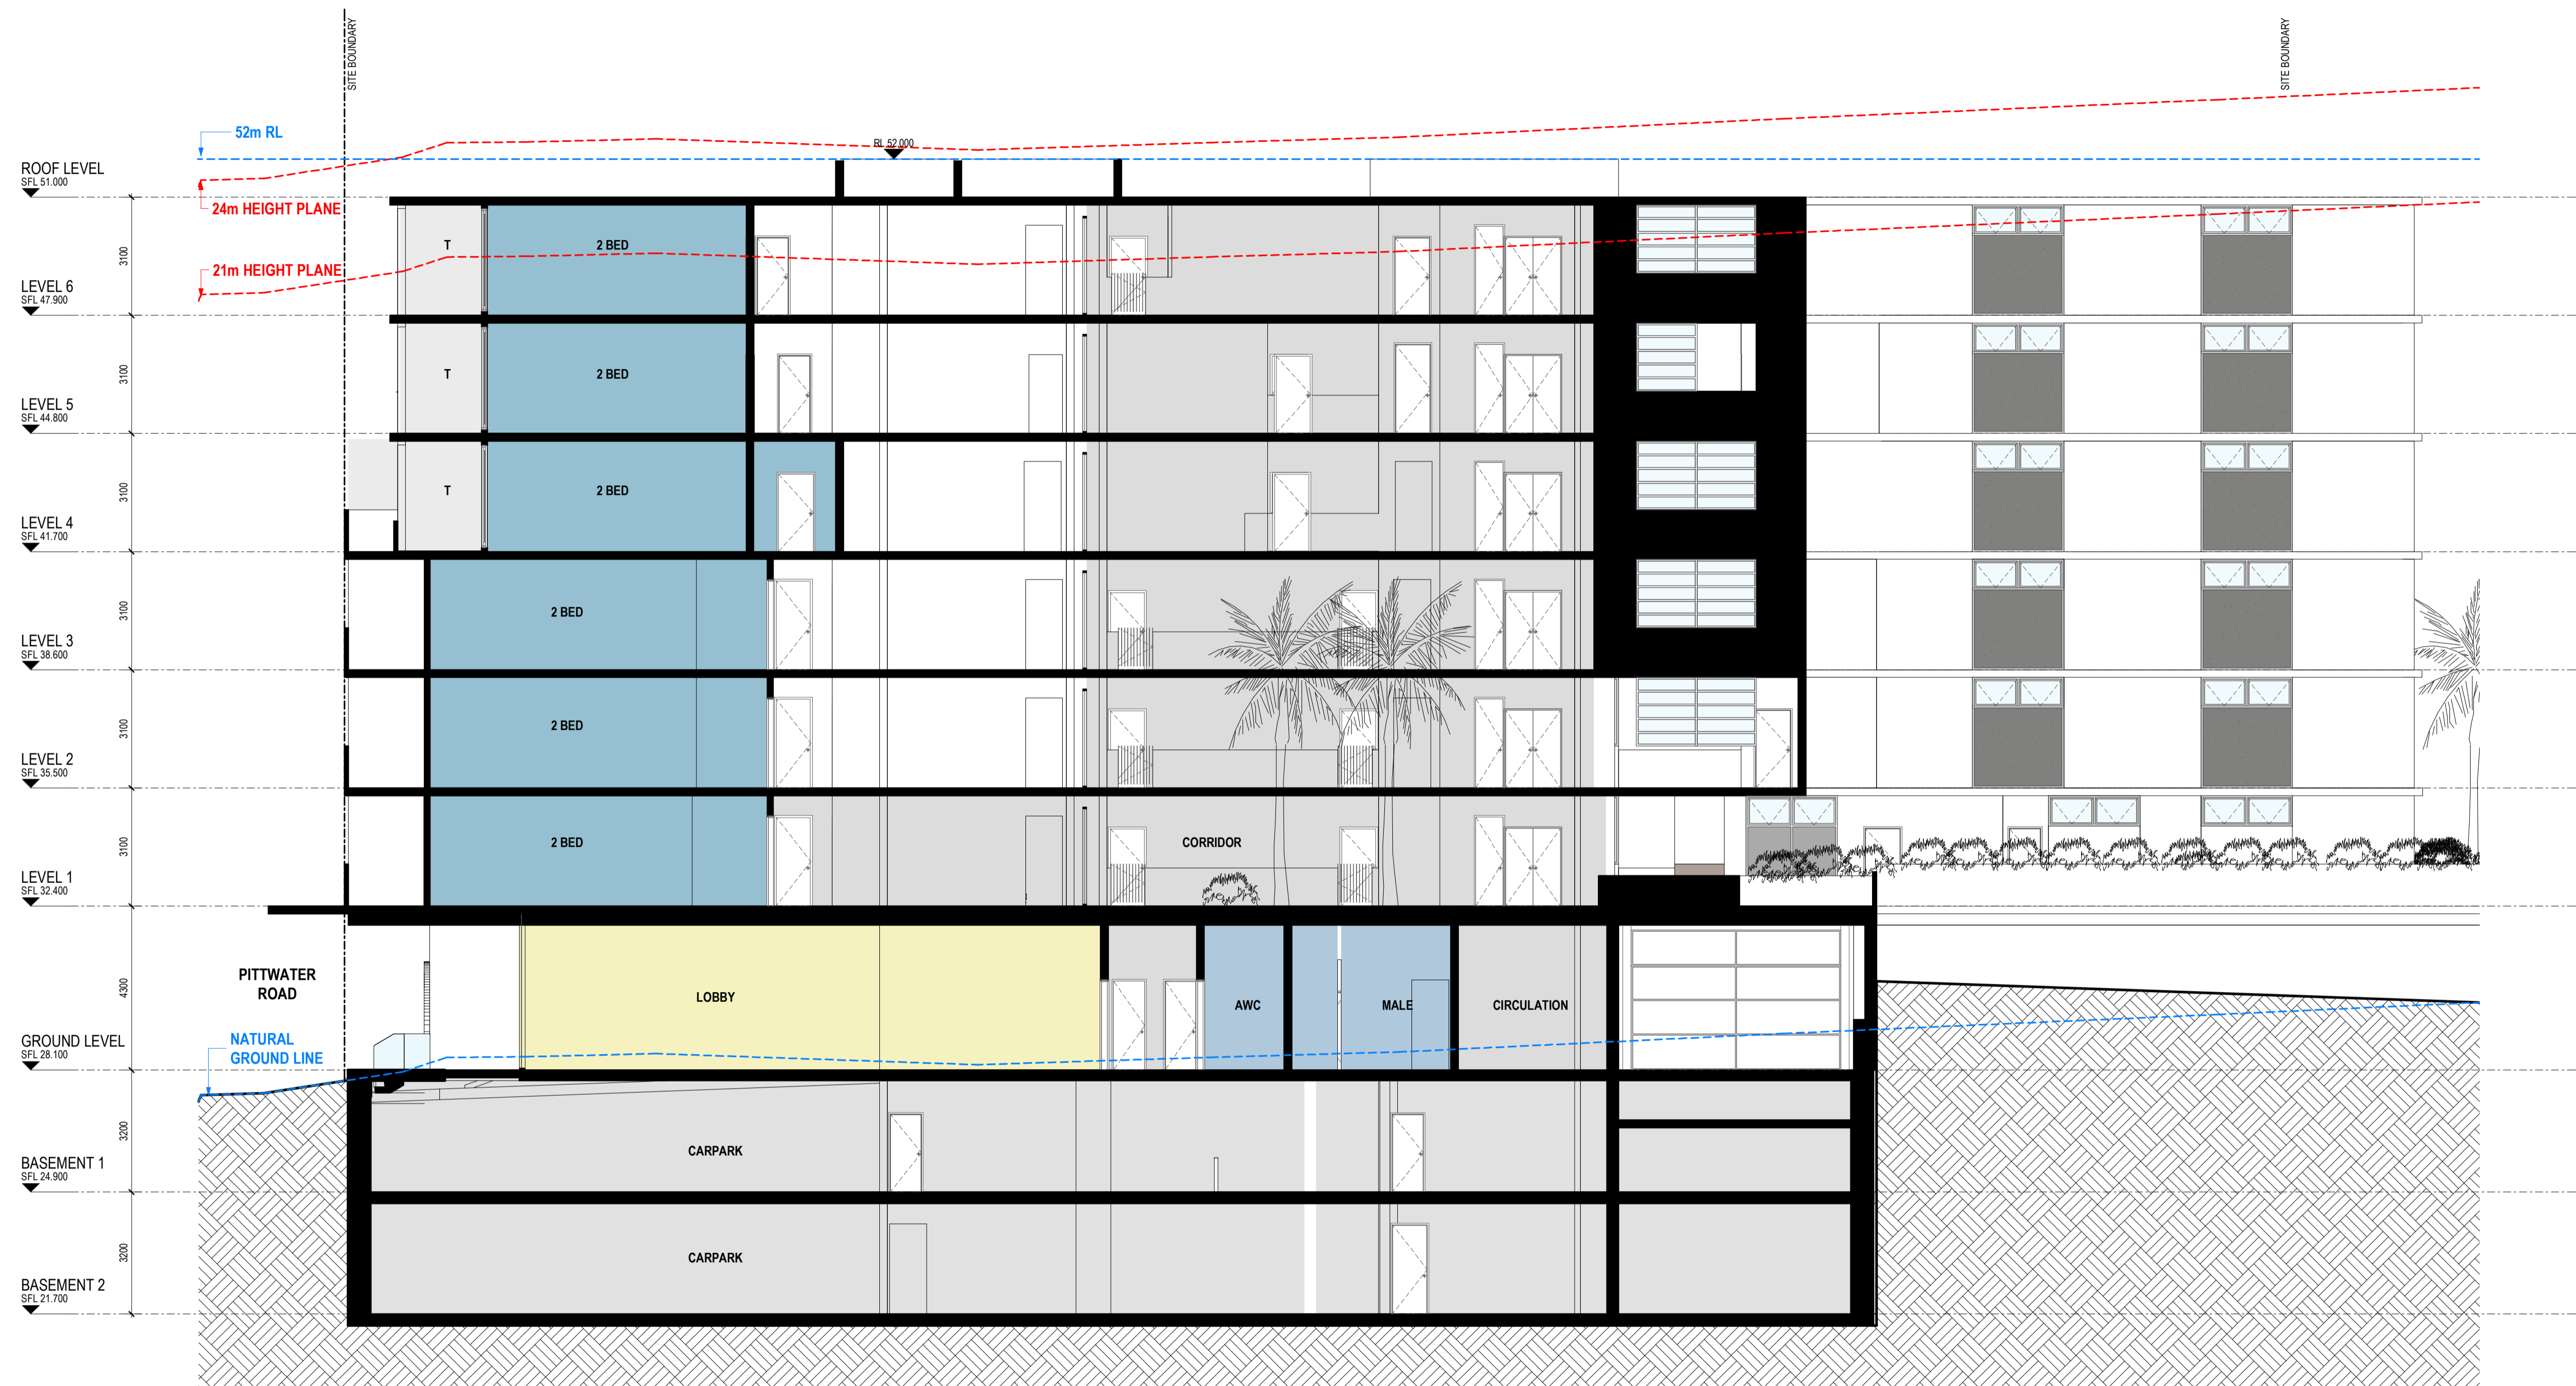 SITE BOUNDARY
SITE BOUNDARY
52m RL
RL 52.000
ROOF LEVEL
SFL 51.000
24m HEIGHT PLANE
T
2 BED
3100
21m HEIGHT PLANE
LEVEL 6
SFL 47.900
T
2 BED
3100
LEVEL 5
SFL 44.800
T
2 BED
3100
LEVEL 4
SFL 41.700
2 BED
3100
LEVEL 3
SFL 38.600
2 BED
3100
LEVEL 2
SFL 35.500
2 BED
CORRIDOR
3100
LEVEL 1
SFL 32.400
PITTWATER
ROAD
4300
LOBBY
AWC
MALE
CIRCULATION
GROUND LEVEL
SFL 28.100
NATURAL
GROUND LINE
3200
CARPARK
BASEMENT 1
SFL 24.900
3200
CARPARK
BASEMENT 2
SFL 21.700